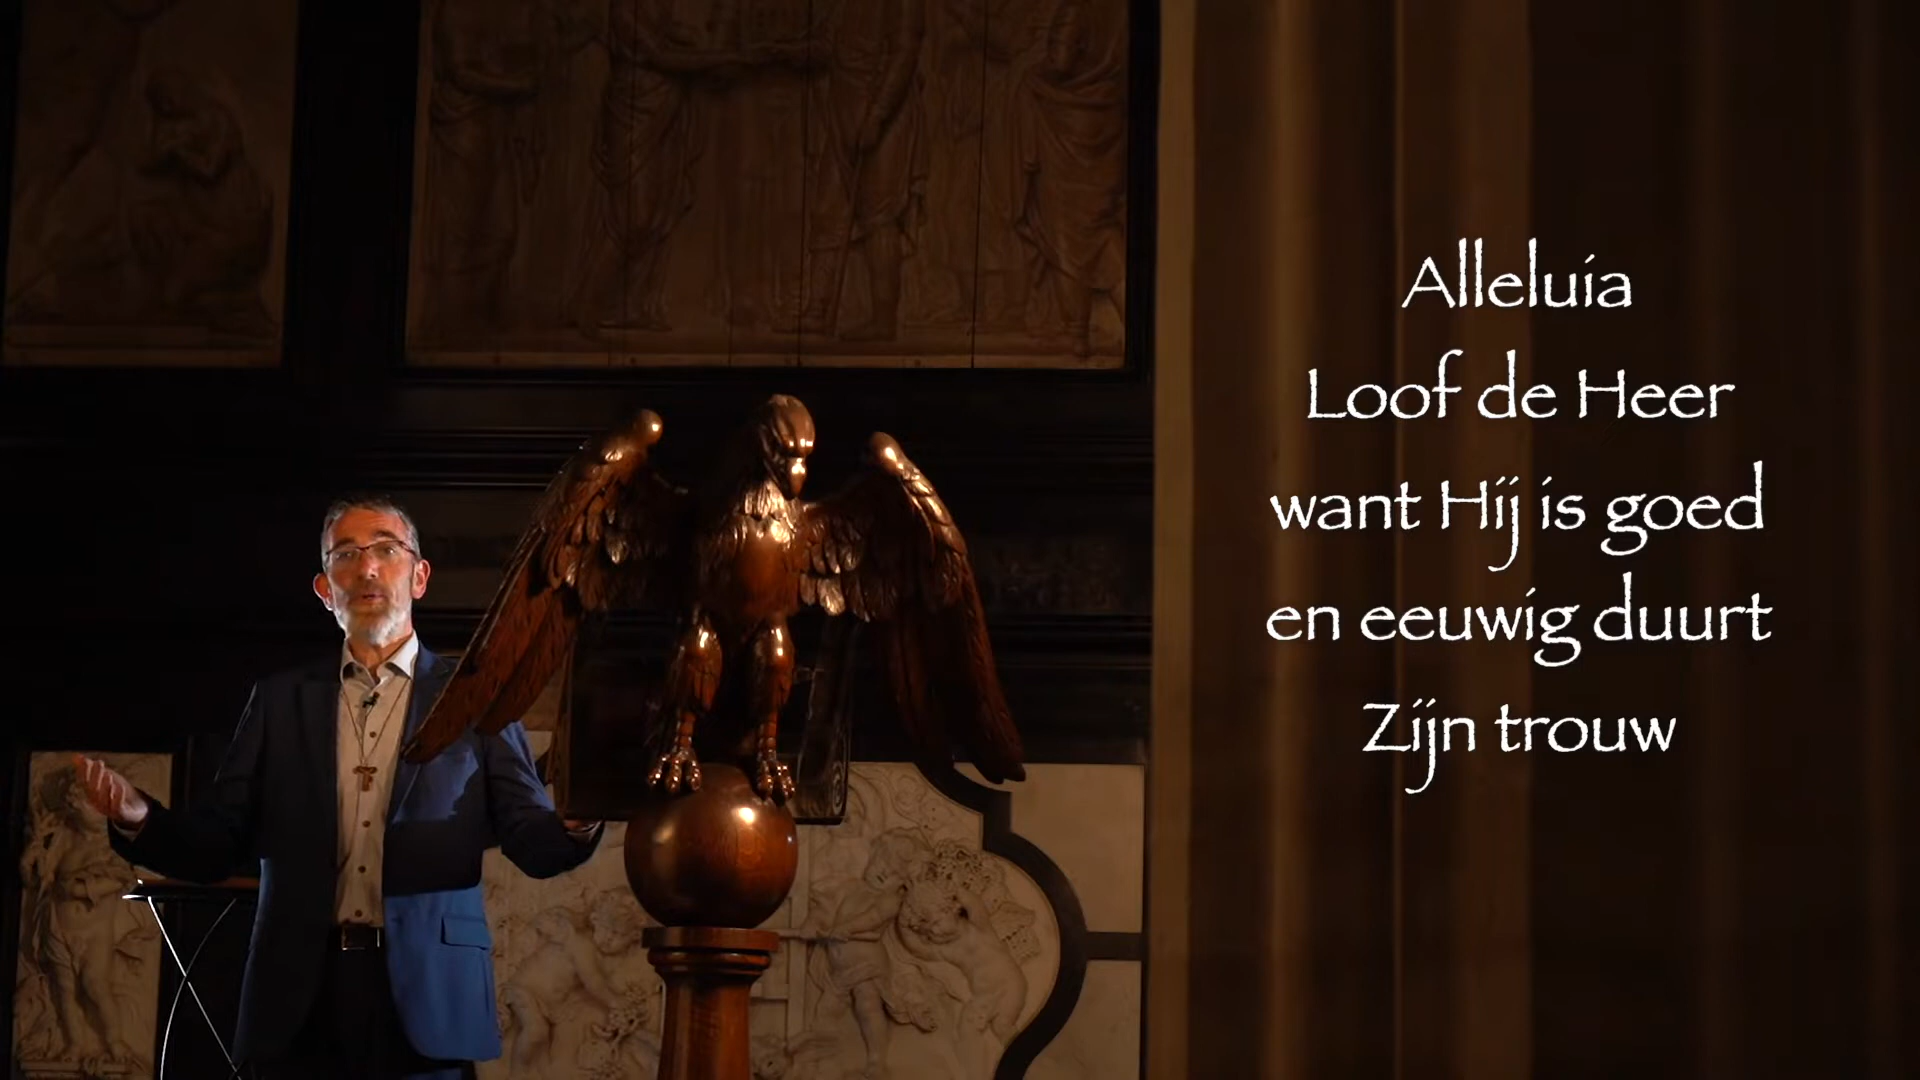 Alleluia
Loof de Heer
want Hij is goed
en eeuwig duurt
Zijn trouw